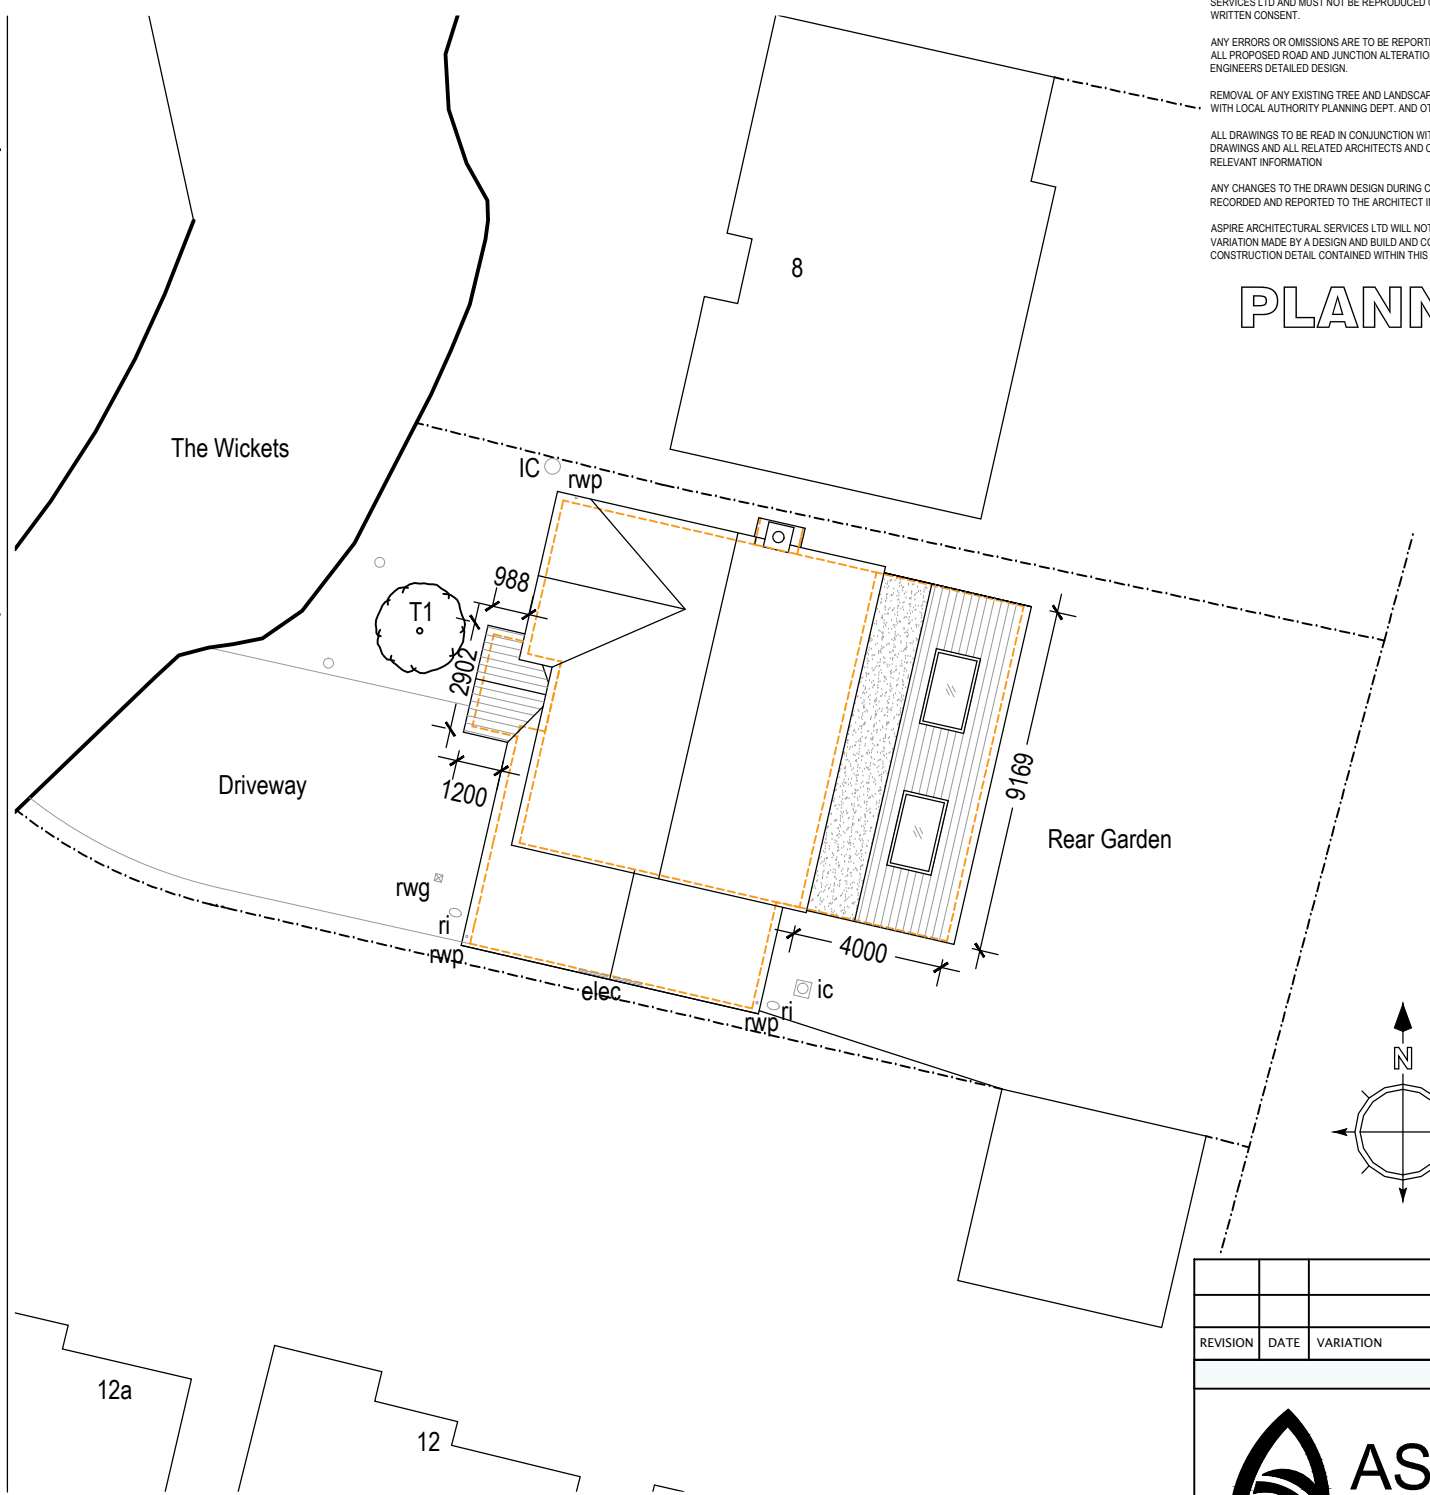 SERVICES LTD AND MUST NOT BE REPRODUCED
WRITTEN CONSENT.
ANY ERRORS OR OMISSIONS ARE TO BE
ALL PROPOSED ROAD AND JUNCTION
ENGINEERS DETAILED DESIGN.
REMOVAL OF ANY EXISTING TREE AND
WITH LOCAL AUTHORITY PLANNING DEPT. AND
ALL DRAWINGS TO BE READ IN CONJUNCTION
DRAWINGS AND ALL RELATED ARCHITECTS AND
RELEVANT INFORMATION
ANY CHANGES TO THE DRAWN DESIGN DURING
RECORDED AND REPORTED TO THE ARCHITECT
ASPIRE ARCHITECTURAL SERVICES LTD WILL NOT
VARIATION MADE BY A DESIGN AND BUILD AND
CONSTRUCTION DETAIL CONTAINED WITHIN THIS
PLANN
8
The Wickets
IC
rwp
988
T1
2902
1200
Driveway
9169
Rear Garden
rwg
ri
rwp
elec
4000
ic
ri
rwp
N
REVISION DATE VARIATION
12a
12
AS